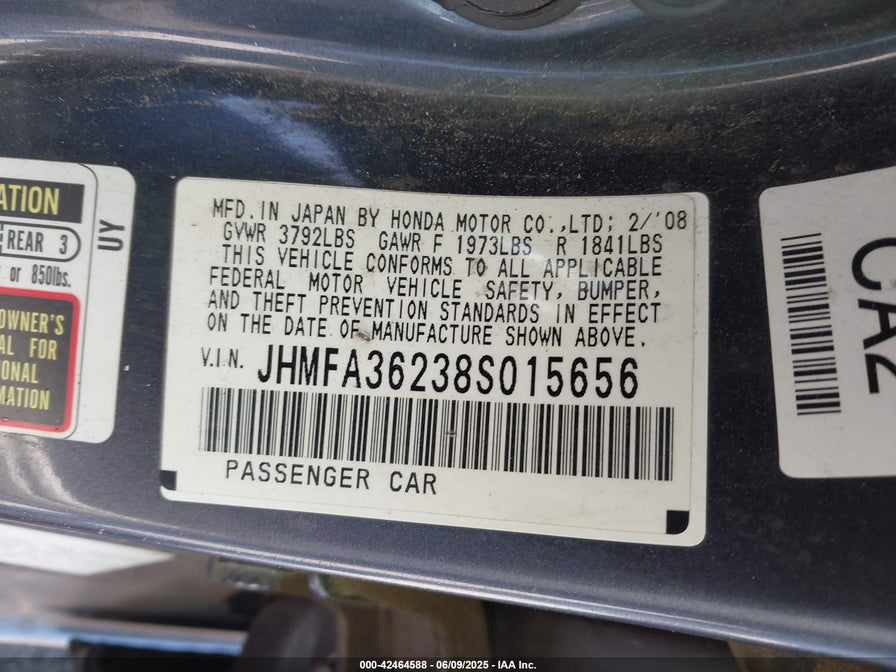 ATION
REAR 3
or 850lbs.
OWNER'S
FOR
UY
MFD. IN JAPAN BY HONDA MOTOR CO.,LTD; 2/'08
GVWR 3792LBS GAWR F 1973LBS R 1841LBS
THIS VEHICLE CONFORMS TO ALL APPLICABLE
FEDERAL MOTOR VEHICLE SAFETY, BUMPER,
AND THEFT PREVENTION STANDARDS IN EFFECT
ON THE DATE OF MANUFACTURE SHOWN ABOVE.
V.I.N. JHMFA36238S015656
PASSENGER CAR
CA2
000-42464588 | 06/09/2025 - IAA Inc.